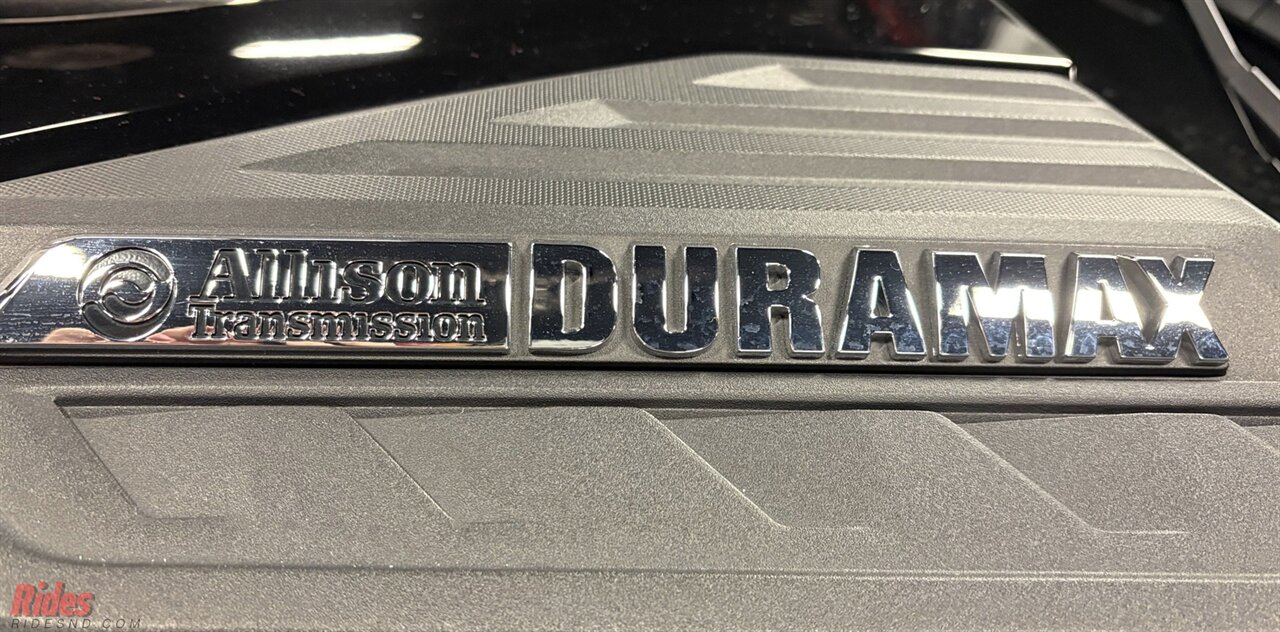 Allison DURAMAX
Transmission
Rides
RIDESND.COM